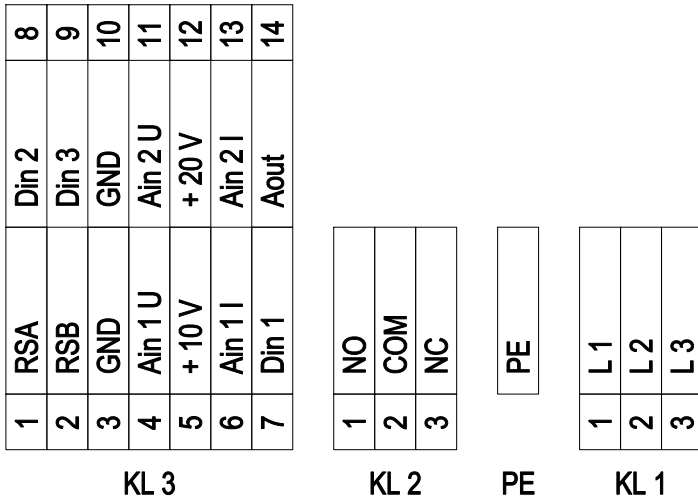 8 9 10 11 12 13 14
Din 2 Din 3 GND Ain 2 U + 20 V Ain 2 I Aout
RSA RSB GND Ain 1 U + 10 V Ain 1 I Din 1
1 2 3 4 5 6 7
KL 3
NO COM NC
1 2 3
KL 2
PE
PE
L 1 L 2 L 3
1 2 3
KL 1